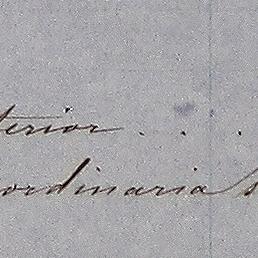 terior . . .
ordinaria s